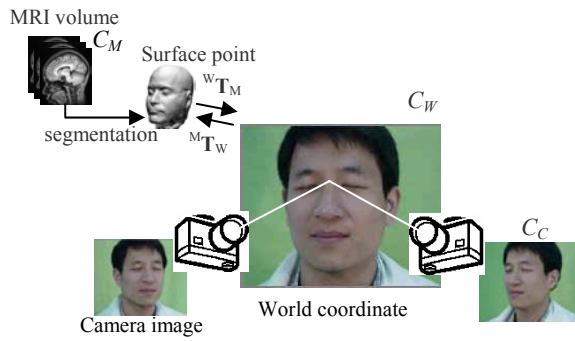 MRI volume
C_M
Surface point
^W T_M
segmentation
^M T_W
C_W
C_C
World coordinate
Camera image